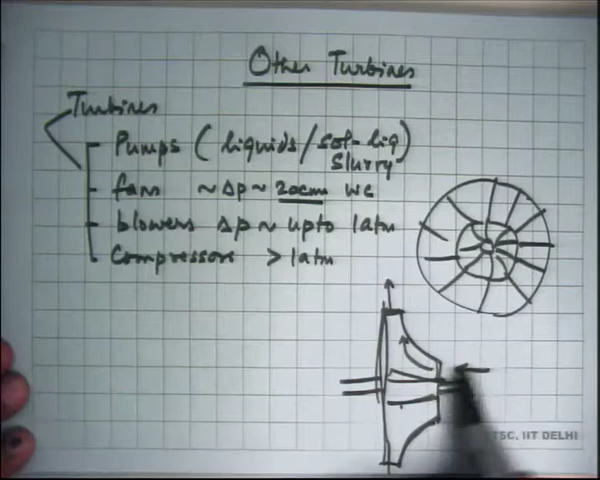 Other Turbines
Turbines
Pumps (liquids/sol-liq
slurry)
fans ~ Δp ~ 20cm WC
blowers Δp ~ upto 1atm
Compressors > 1atm
TSC, IIT DELHI